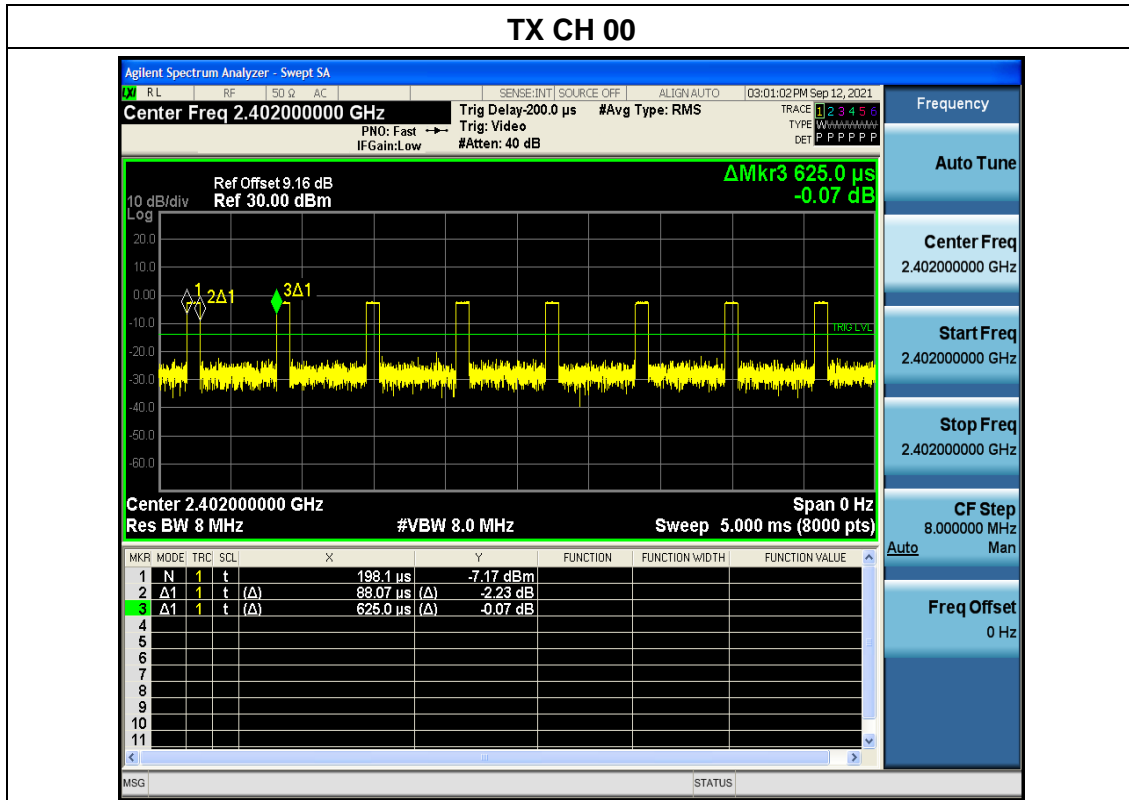 TX CH 00
Agilent Spectrum Analyzer - Swept SA
LXI RL RF 50 Ω AC SENSE:INT SOURCE OFF ALIGN AUTO 03:01:02 PM Sep 12, 2021
Center Freq 2.402000000 GHz
PNO: Fast
IFGain:Low
Trig Delay-200.0 µs #Avg Type: RMS
Trig: Video
#Atten: 40 dB
TRACE 1 2 3 4 5 6
TYPE WWWWWW
DET P P P P P P
ΔMkr3 625.0 µs
-0.07 dB
Ref Offset 9.16 dB
10 dB/div Ref 30.00 dBm
Log
20.0
10.0
0.00
-10.0
-20.0
-30.0
-40.0
-50.0
-60.0
1 2Δ1 3Δ1
TRIG LVL
Center 2.402000000 GHz Span 0 Hz
Res BW 8 MHz #VBW 8.0 MHz Sweep 5.000 ms (8000 pts)
MKR MODE TRC SCL X Y FUNCTION FUNCTION WIDTH FUNCTION VALUE
1 N 1 t 198.1 µs -7.17 dBm
2 Δ1 1 t (Δ) 88.07 µs (Δ) -2.23 dB
3 Δ1 1 t (Δ) 625.0 µs (Δ) -0.07 dB
4
5
6
7
8
9
10
11
MSG STATUS
Frequency
Auto Tune
Center Freq
2.402000000 GHz
Start Freq
2.402000000 GHz
Stop Freq
2.402000000 GHz
CF Step
8.000000 MHz
Auto Man
Freq Offset
0 Hz